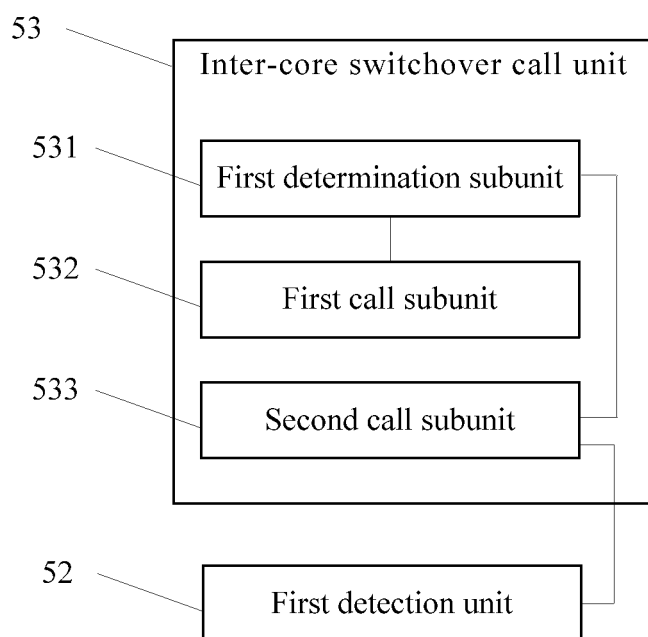 53
Inter-core switchover call unit
531
First determination subunit
532
First call subunit
533
Second call subunit
52
First detection unit